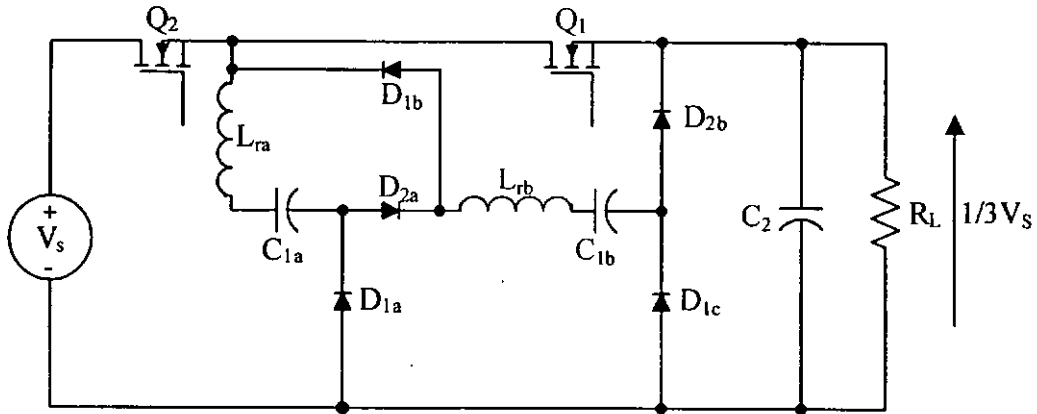 Q2 Q1
D1b
Lra
D2b
D2a Lrb
+
Vs
-
C1a
C1b
C2
RL 1/3VS
D1a
D1c